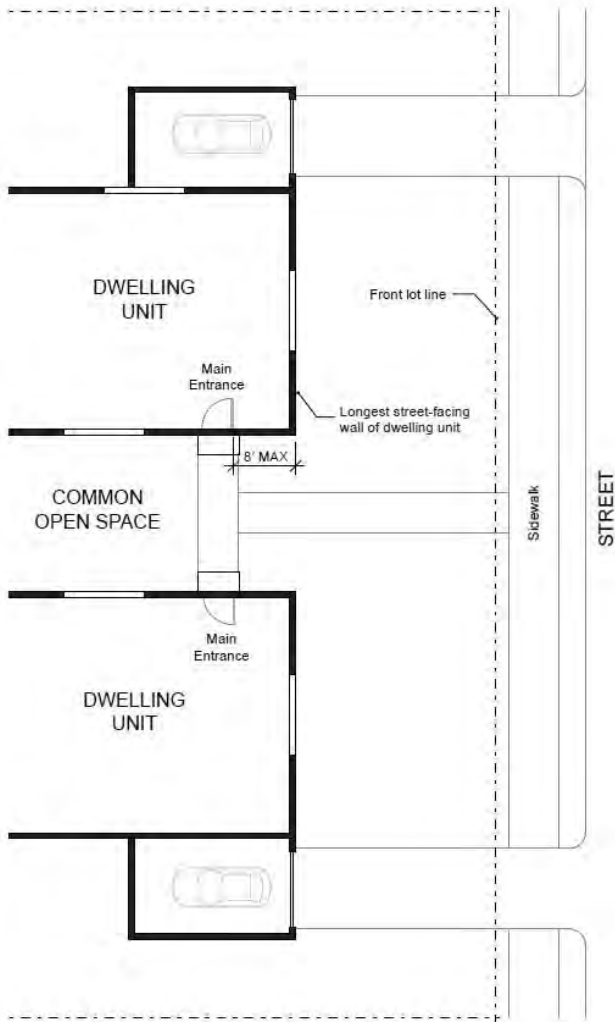 DWELLING
UNIT
Front lot line
Main
Entrance
Longest street-facing
wall of dwelling unit
8' MAX
COMMON
OPEN SPACE
Sidewalk
STREET
Main
Entrance
DWELLING
UNIT